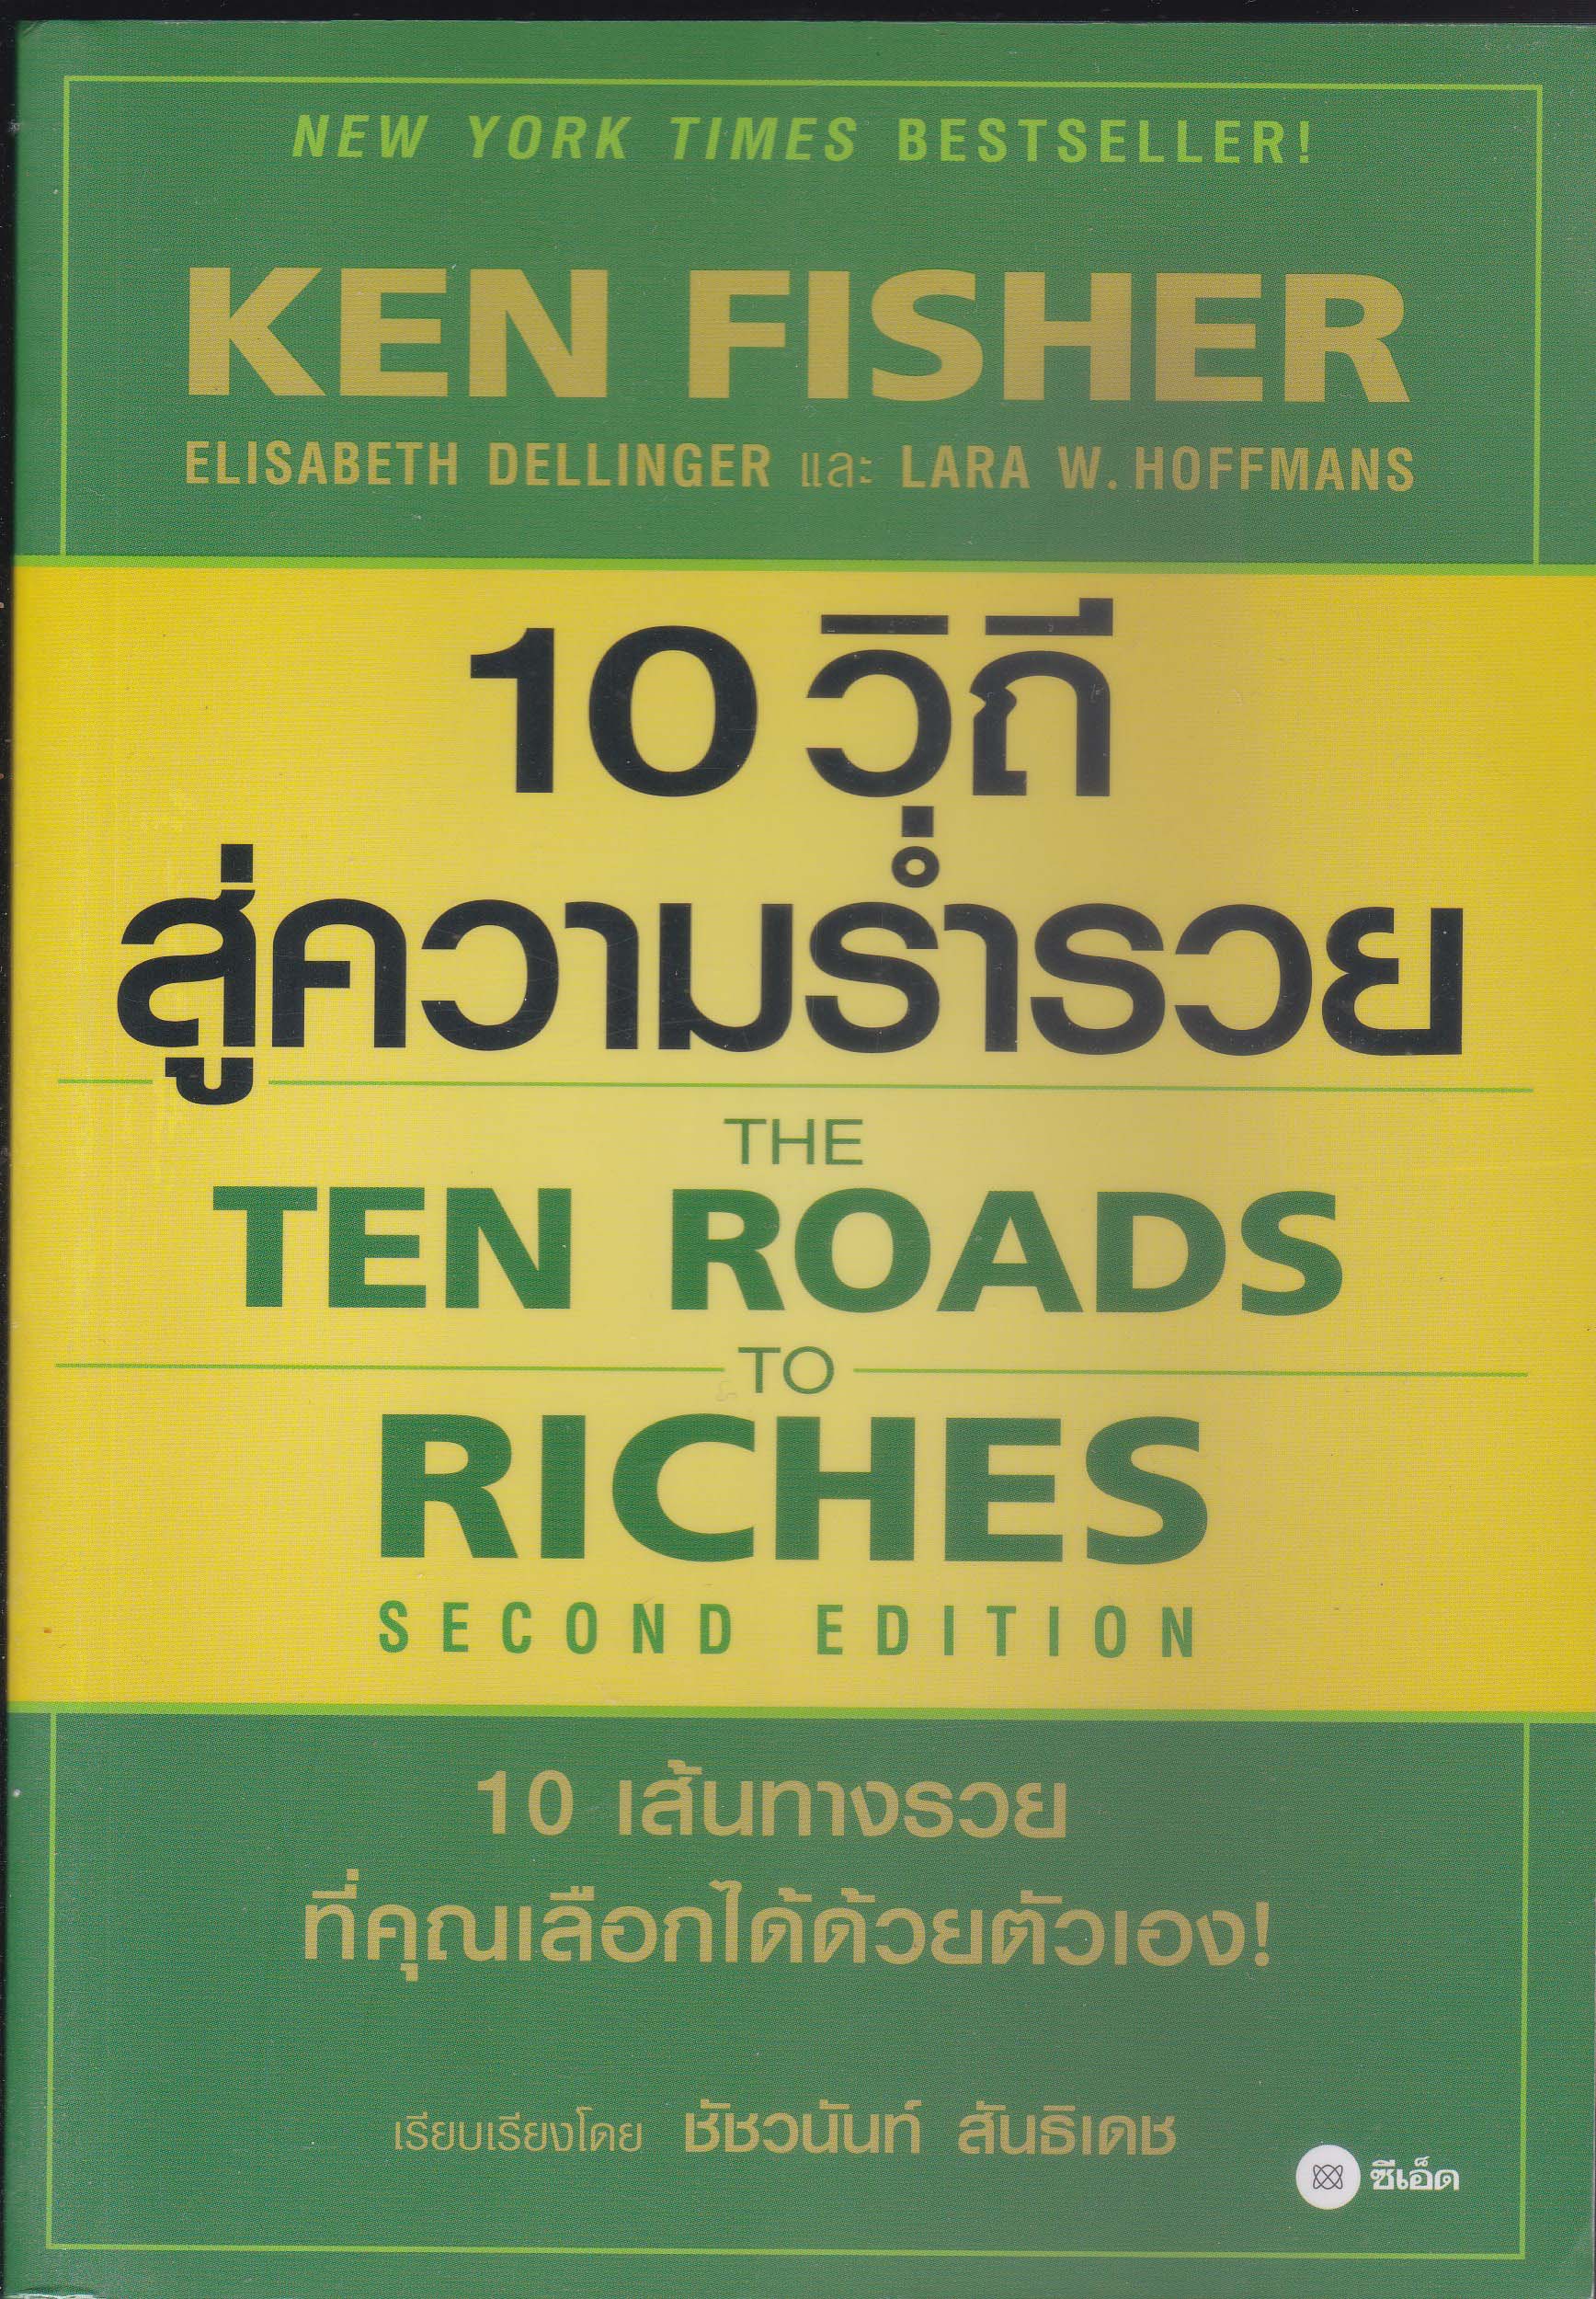 NEW YORK TIMES BESTSELLER!
KEN FISHER
ELISABETH DELLINGER และ LARA W. HOFFMANS
10 วิถี
สู่ความร่ำรวย
THE
TEN ROADS
TO
RICHES
SECOND EDITION
10 เส้นทางรวย
ที่คุณเลือกได้ด้วยตัวเอง!
เรียบเรียงโดย ชัชวนันท์ สันธิเดช
ซีเอ็ด